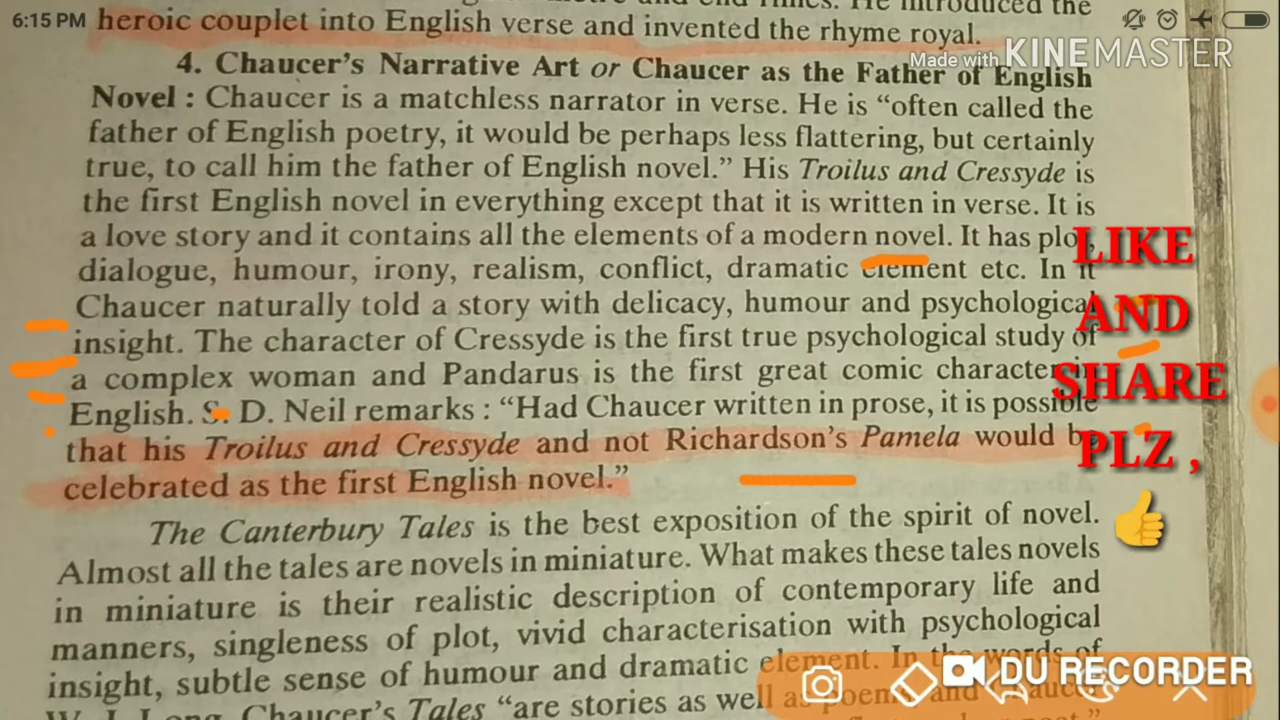 6:15 PM
Made with KINEMASTER
introduced the
heroic couplet into English verse and invented the rhyme royal.
4. Chaucer's Narrative Art or Chaucer as the Father of English
Novel : Chaucer is a matchless narrator in verse. He is “often called the
father of English poetry, it would be perhaps less flattering, but certainly
true, to call him the father of English novel.” His Troilus and Cressyde is
the first English novel in everything except that it is written in verse. It is
a love story and it contains all the elements of a modern novel. It has plot,
dialogue, humour, irony, realism, conflict, dramatic element etc. In it
Chaucer naturally told a story with delicacy, humour and psychological
insight. The character of Cressyde is the first true psychological study of
a complex woman and Pandarus is the first great comic character in
English. S. D. Neil remarks : “Had Chaucer written in prose, it is possible
that his Troilus and Cressyde and not Richardson's Pamela would be
celebrated as the first English novel.”
The Canterbury Tales is the best exposition of the spirit of novel.
Almost all the tales are novels in miniature. What makes these tales novels
in miniature is their realistic description of contemporary life and
manners, singleness of plot, vivid characterisation with psychological
insight, subtle sense of humour and dramatic element. In the words of
W. J. Long, Chaucer's Tales “are stories as well as poems and
LIKE
AND
SHARE
PLZ ,
DU RECORDER